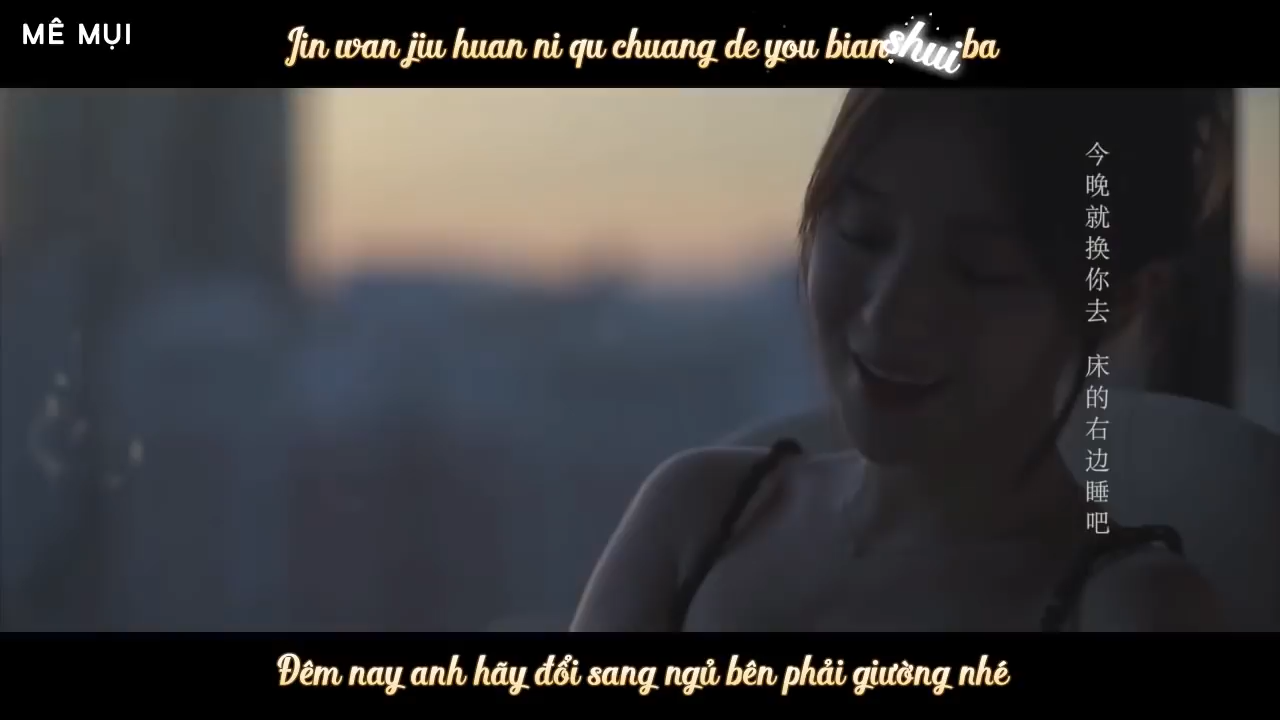 MÊ MỤI
Jin wan jiu huan ni qu chuang de you bian shui ba
今晚就换你去 床的右边睡吧
Đêm nay anh hãy đổi sang ngủ bên phải giường nhé